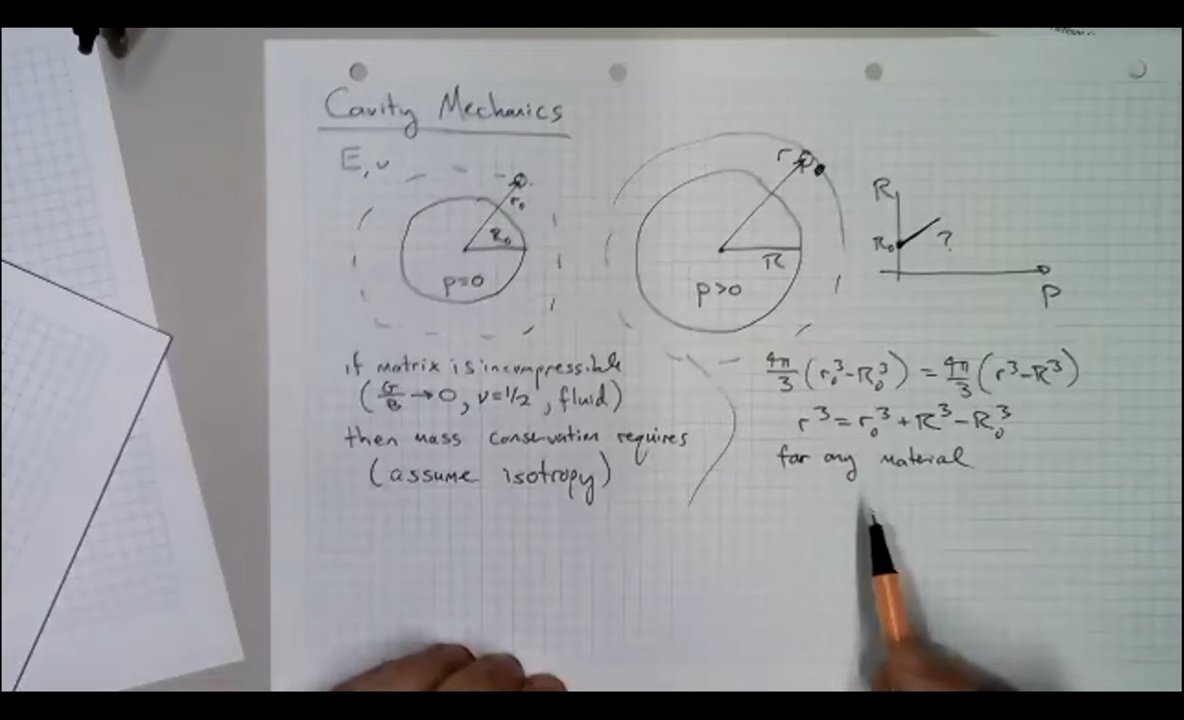 Cavity Mechanics
E, ν
r₀
R₀
p=0
r
R
p>0
R
R₀
?
P
if matrix is incompressible
(G/B → 0, ν=1/2, fluid)
then mass conservation requires
(assume isotropy)
4π/3 (r₀³-R₀³) = 4π/3 (r³-R³)
r³ = r₀³ + R³ - R₀³
for any material